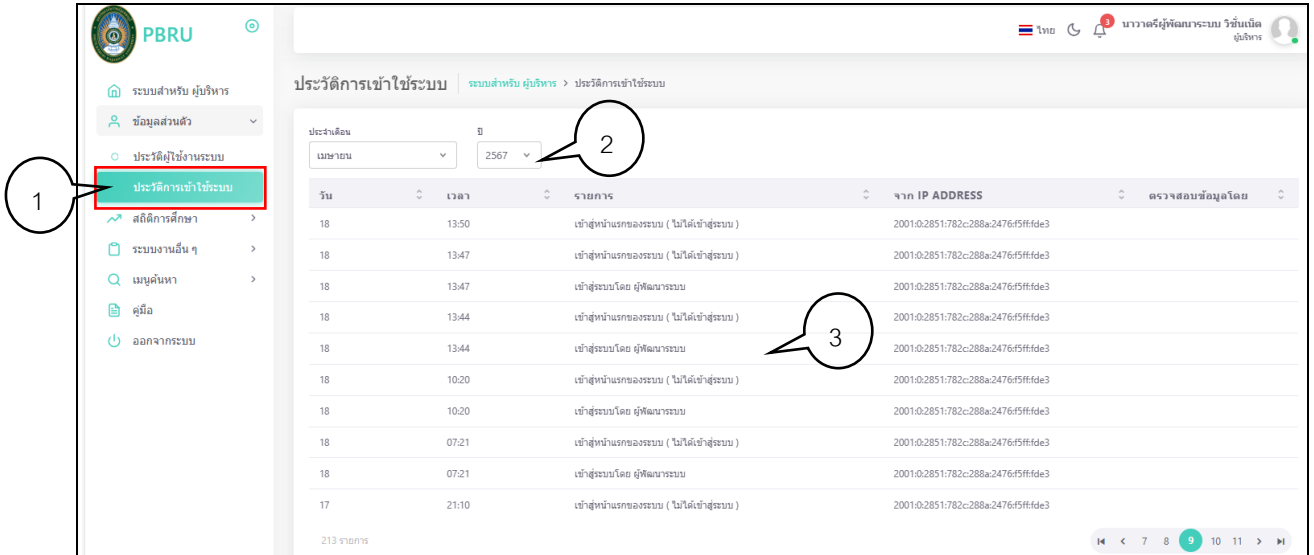 PBRU
ไทย
3
นาวาตรีผู้พัฒนาระบบ วิชั่นเน็ต
ผู้บริหาร
ประวัติการเข้าใช้ระบบ
ระบบสำหรับ ผู้บริหาร > ประวัติการเข้าใช้ระบบ
ระบบสำหรับ ผู้บริหาร
ข้อมูลส่วนตัว
ประวัติผู้ใช้งานระบบ
ประวัติการเข้าใช้ระบบ
สถิติการศึกษา
ระบบงานอื่น ๆ
เมนูค้นหา
คู่มือ
ออกจากระบบ
1
ประจำเดือน ปี
เมษายน 2567
2
วัน เวลา รายการ จาก IP ADDRESS ตรวจสอบข้อมูลโดย
18 13:50 เข้าสู่หน้าแรกของระบบ ( ไม่ได้เข้าสู่ระบบ ) 2001:0:2851:782c:288a:2476:f5ff:fde3
18 13:47 เข้าสู่หน้าแรกของระบบ ( ไม่ได้เข้าสู่ระบบ ) 2001:0:2851:782c:288a:2476:f5ff:fde3
18 13:47 เข้าสู่ระบบโดย ผู้พัฒนาระบบ 2001:0:2851:782c:288a:2476:f5ff:fde3
18 13:44 เข้าสู่หน้าแรกของระบบ ( ไม่ได้เข้าสู่ระบบ ) 2001:0:2851:782c:288a:2476:f5ff:fde3
3
18 13:44 เข้าสู่ระบบโดย ผู้พัฒนาระบบ 2001:0:2851:782c:288a:2476:f5ff:fde3
18 10:20 เข้าสู่หน้าแรกของระบบ ( ไม่ได้เข้าสู่ระบบ ) 2001:0:2851:782c:288a:2476:f5ff:fde3
18 10:20 เข้าสู่ระบบโดย ผู้พัฒนาระบบ 2001:0:2851:782c:288a:2476:f5ff:fde3
18 07:21 เข้าสู่หน้าแรกของระบบ ( ไม่ได้เข้าสู่ระบบ ) 2001:0:2851:782c:288a:2476:f5ff:fde3
18 07:21 เข้าสู่ระบบโดย ผู้พัฒนาระบบ 2001:0:2851:782c:288a:2476:f5ff:fde3
17 21:10 เข้าสู่หน้าแรกของระบบ ( ไม่ได้เข้าสู่ระบบ ) 2001:0:2851:782c:288a:2476:f5ff:fde3
213 รายการ
7 8 9 10 11